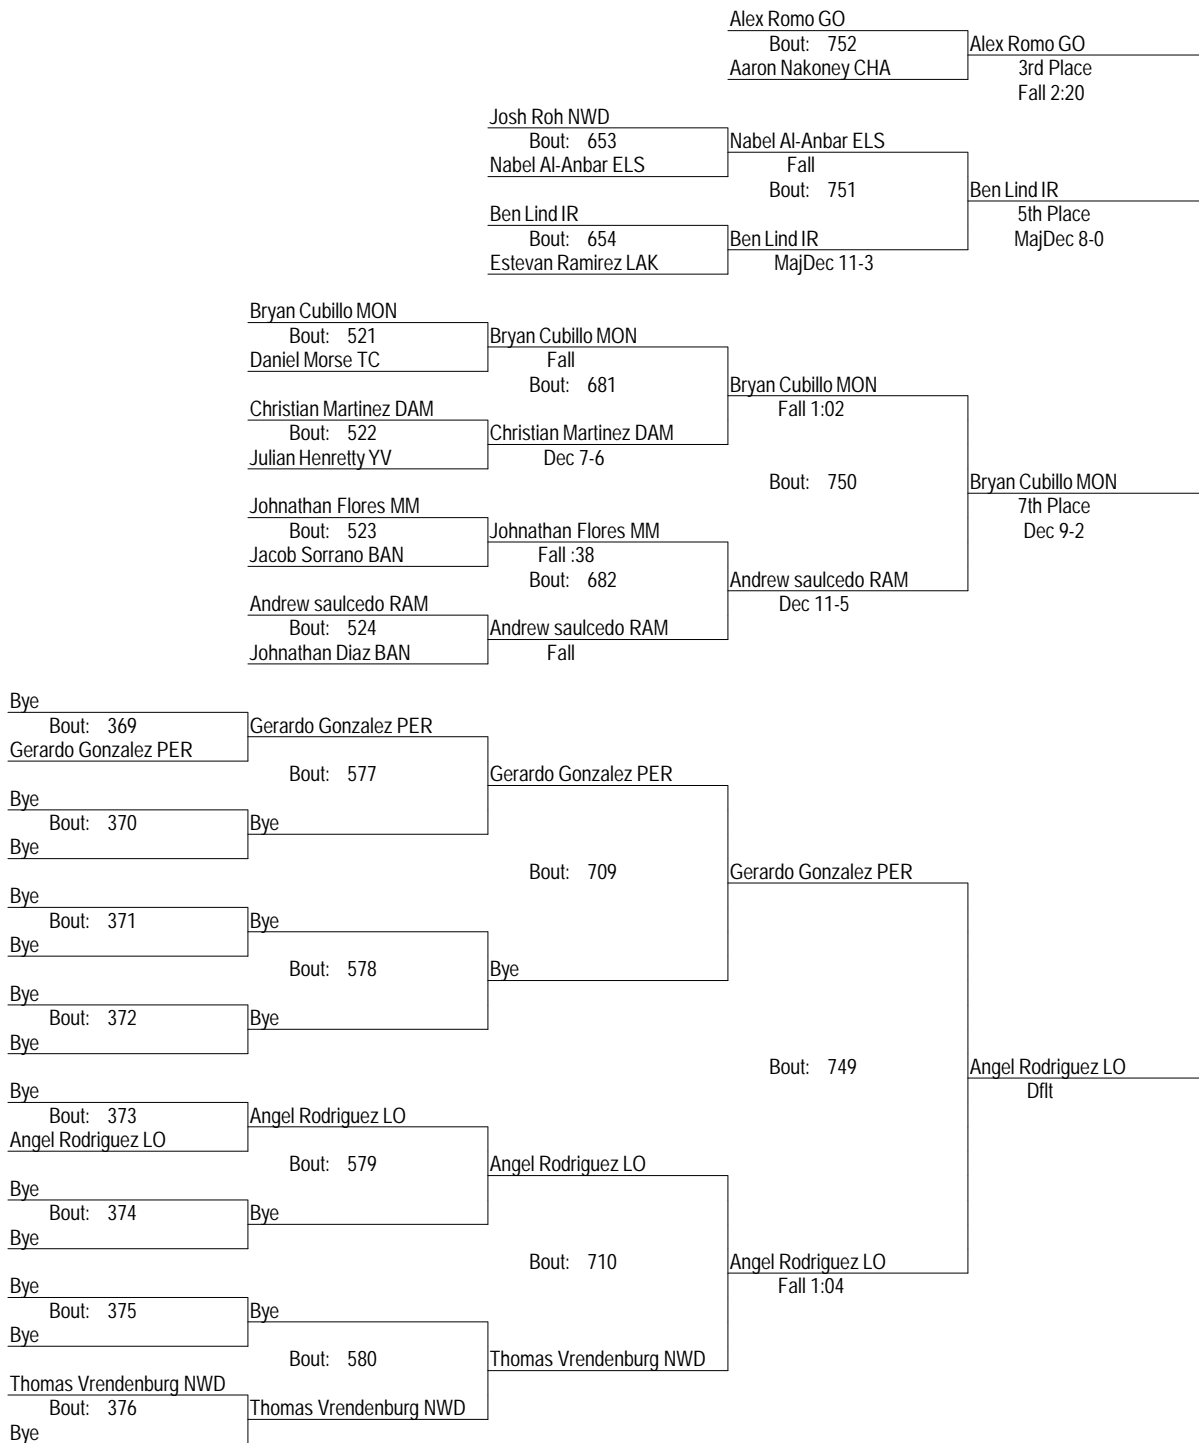 Alex Romo GO
Bout: 752
Alex Romo GO
Aaron Nakoney CHA
3rd Place
Fall 2:20
Josh Roh NWD
Bout: 653
Nabel Al-Anbar ELS
Nabel Al-Anbar ELS
Fall
Bout: 751
Ben Lind IR
Ben Lind IR
5th Place
Bout: 654
Ben Lind IR
MajDec 8-0
Estevan Ramirez LAK
MajDec 11-3
Bryan Cubillo MON
Bout: 521
Bryan Cubillo MON
Daniel Morse TC
Fall
Bout: 681
Bryan Cubillo MON
Christian Martinez DAM
Fall 1:02
Bout: 522
Christian Martinez DAM
Julian Henretty YV
Dec 7-6
Bout: 750
Bryan Cubillo MON
Johnathan Flores MM
7th Place
Bout: 523
Johnathan Flores MM
Dec 9-2
Jacob Sorrano BAN
Fall :38
Bout: 682
Andrew saulcedo RAM
Andrew saulcedo RAM
Dec 11-5
Bout: 524
Andrew saulcedo RAM
Johnathan Diaz BAN
Fall
Bye
Bout: 369
Gerardo Gonzalez PER
Gerardo Gonzalez PER
Bout: 577
Gerardo Gonzalez PER
Bye
Bout: 370
Bye
Bye
Bout: 709
Gerardo Gonzalez PER
Bye
Bout: 371
Bye
Bye
Bout: 578
Bye
Bye
Bout: 372
Bye
Bye
Bout: 749
Angel Rodriguez LO
Dflt
Bye
Bout: 373
Angel Rodriguez LO
Angel Rodriguez LO
Bout: 579
Angel Rodriguez LO
Bye
Bout: 374
Bye
Bye
Bout: 710
Angel Rodriguez LO
Fall 1:04
Bye
Bout: 375
Bye
Bye
Bout: 580
Thomas Vrendenburg NWD
Thomas Vrendenburg NWD
Bout: 376
Thomas Vrendenburg NWD
Bye